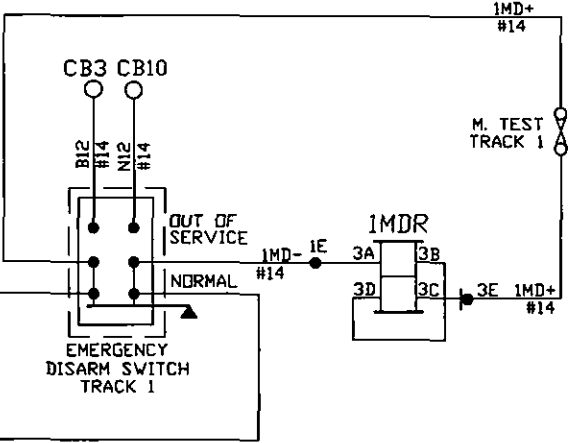 1MD+
#14
CB3 CB10
M. TEST
TRACK 1
B12
#14
N12
#14
OUT OF
SERVICE
1MDR
1MD-
#14
1E
3A
3B
NORMAL
3D
3C
3E
1MD+
#14
EMERGENCY
DISARM SWITCH
TRACK 1